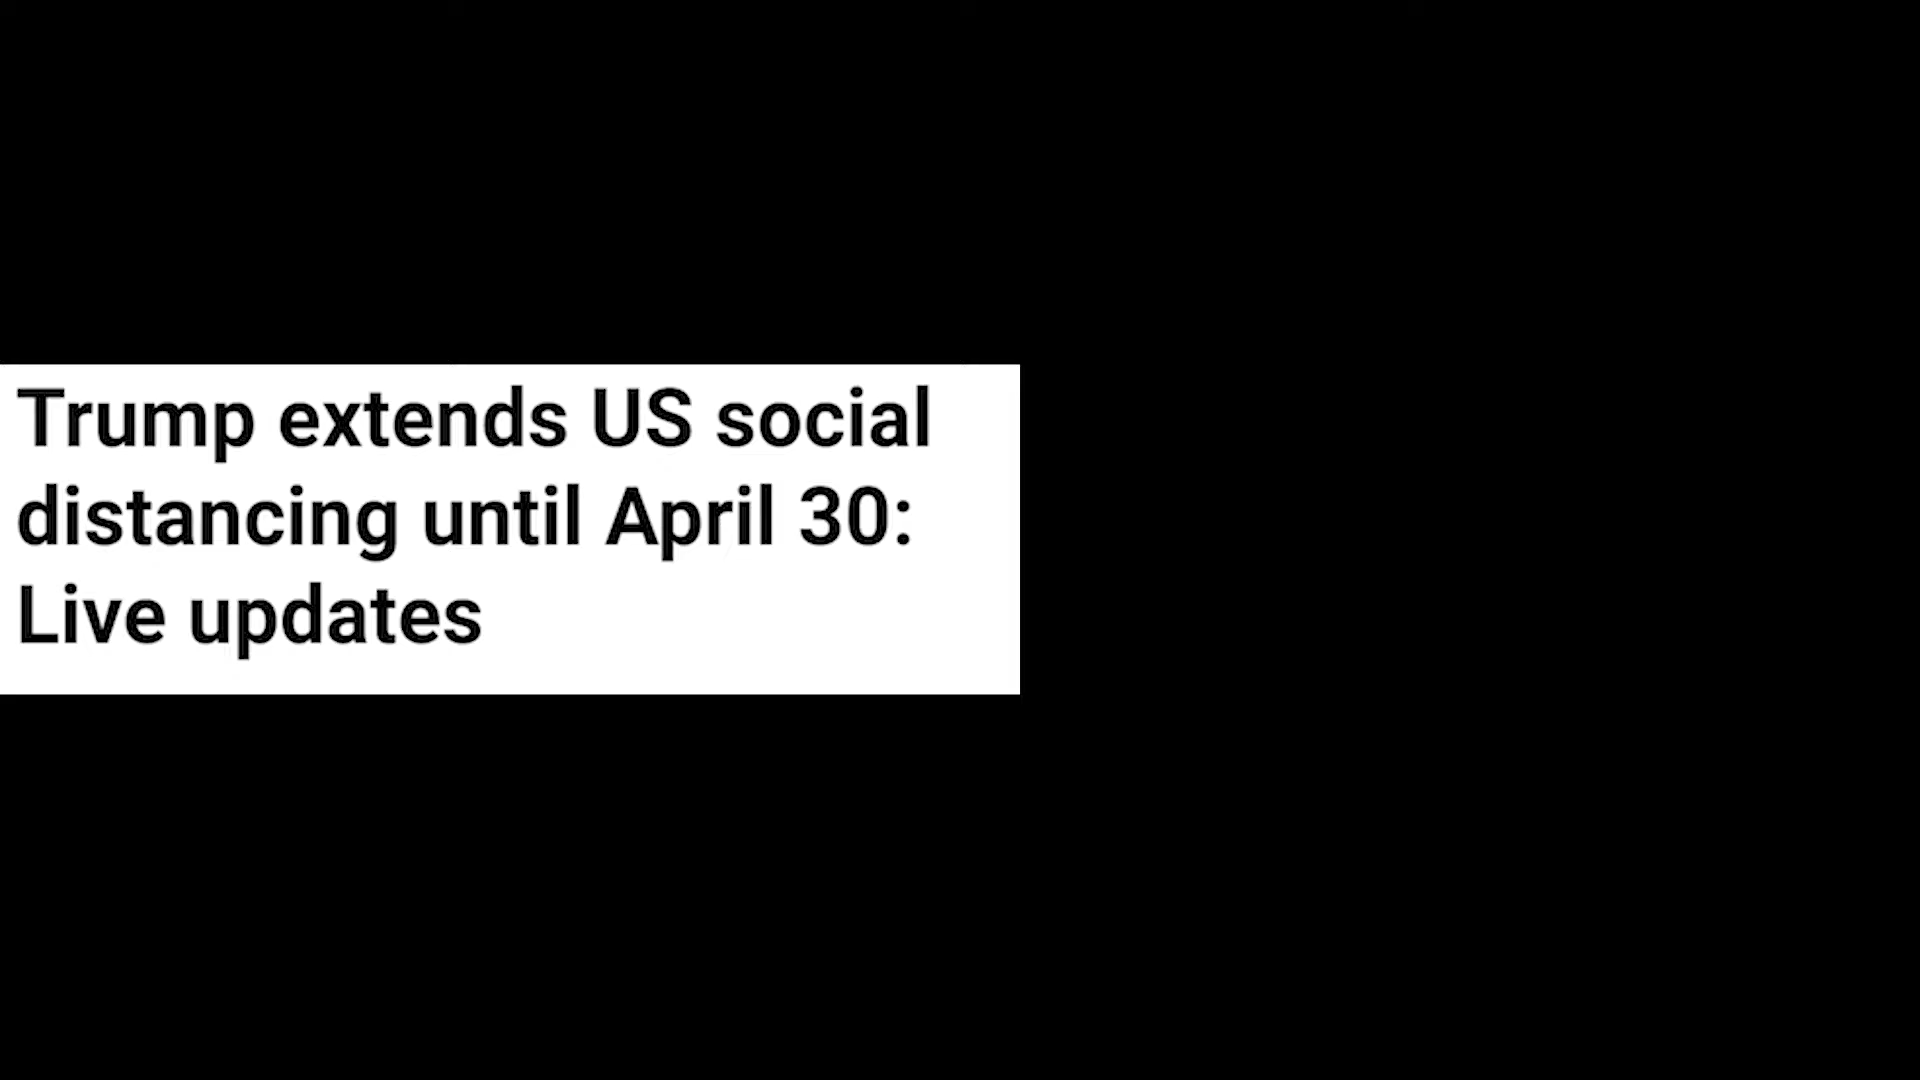 Trump extends US social
distancing until April 30:
Live updates